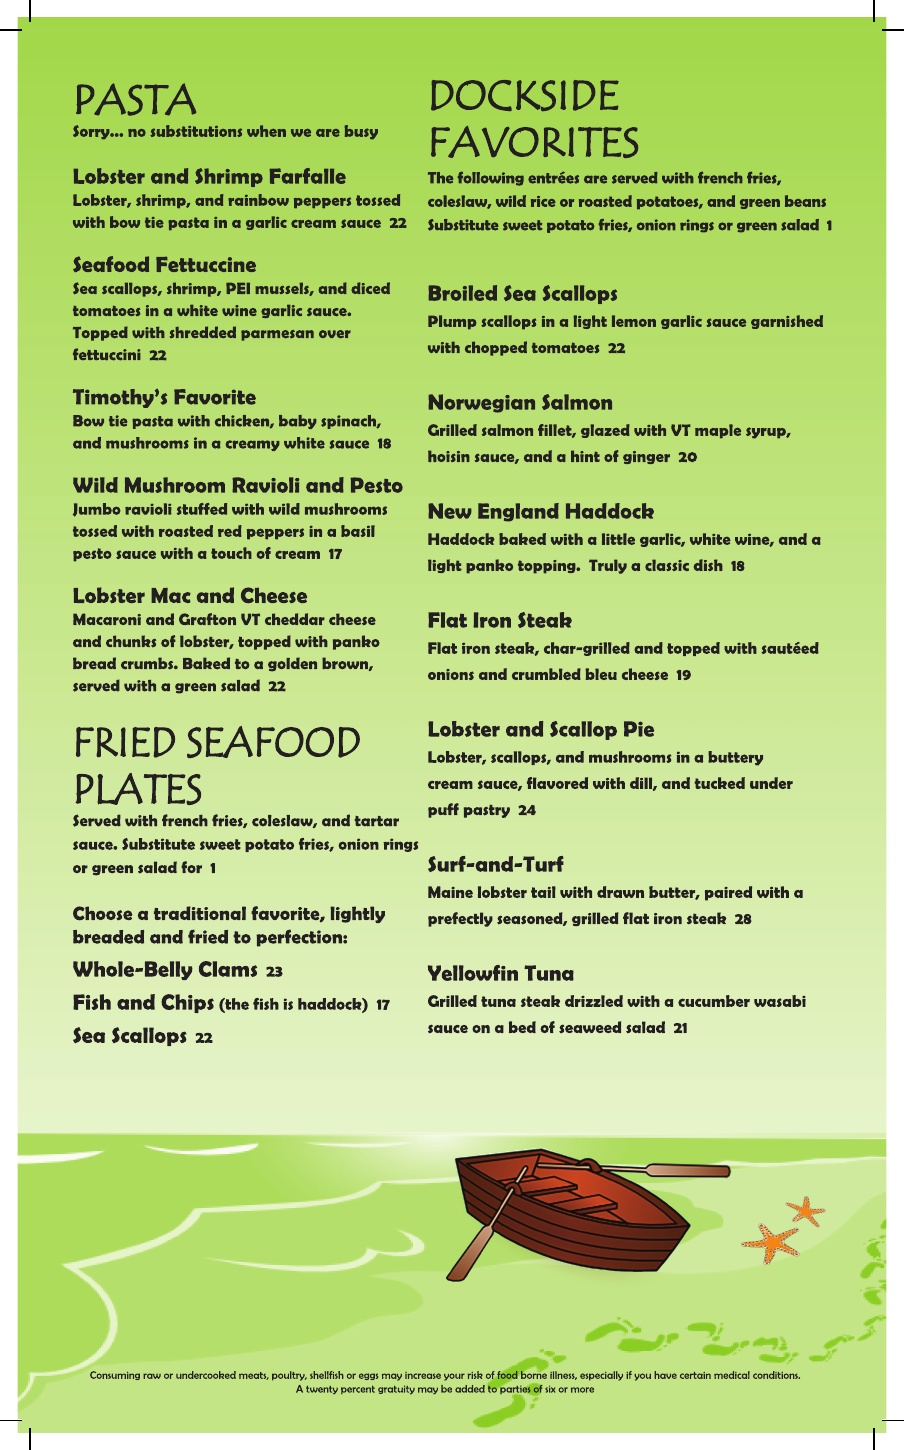 PASTA
Sorry... no substitutions when we are busy
Lobster and Shrimp Farfalle
Lobster, shrimp, and rainbow peppers tossed
with bow tie pasta in a garlic cream sauce 22
Seafood Fettuccine
Sea scallops, shrimp, PEI mussels, and diced
tomatoes in a white wine garlic sauce.
Topped with shredded parmesan over
fettuccini 22
Timothy's Favorite
Bow tie pasta with chicken, baby spinach,
and mushrooms in a creamy white sauce 18
Wild Mushroom Ravioli and Pesto
Jumbo ravioli stuffed with wild mushrooms
tossed with roasted red peppers in a basil
pesto sauce with a touch of cream 17
Lobster Mac and Cheese
Macaroni and Grafton VT cheddar cheese
and chunks of lobster, topped with panko
bread crumbs. Baked to a golden brown,
served with a green salad 22
FRIED SEAFOOD
PLATES
Served with french fries, coleslaw, and tartar
sauce. Substitute sweet potato fries, onion rings
or green salad for 1
Choose a traditional favorite, lightly
breaded and fried to perfection:
Whole-Belly Clams 23
Fish and Chips (the fish is haddock) 17
Sea Scallops 22
DOCKSIDE
FAVORITES
The following entrées are served with french fries,
coleslaw, wild rice or roasted potatoes, and green beans
Substitute sweet potato fries, onion rings or green salad 1
Broiled Sea Scallops
Plump scallops in a light lemon garlic sauce garnished
with chopped tomatoes 22
Norwegian Salmon
Grilled salmon fillet, glazed with VT maple syrup,
hoisin sauce, and a hint of ginger 20
New England Haddock
Haddock baked with a little garlic, white wine, and a
light panko topping. Truly a classic dish 18
Flat Iron Steak
Flat iron steak, char-grilled and topped with sautéed
onions and crumbled bleu cheese 19
Lobster and Scallop Pie
Lobster, scallops, and mushrooms in a buttery
cream sauce, flavored with dill, and tucked under
puff pastry 24
Surf-and-Turf
Maine lobster tail with drawn butter, paired with a
prefectly seasoned, grilled flat iron steak 28
Yellowfin Tuna
Grilled tuna steak drizzled with a cucumber wasabi
sauce on a bed of seaweed salad 21
Consuming raw or undercooked meats, poultry, shellfish or eggs may increase your risk of food borne illness, especially if you have certain medical conditions.
A twenty percent gratuity may be added to parties of six or more